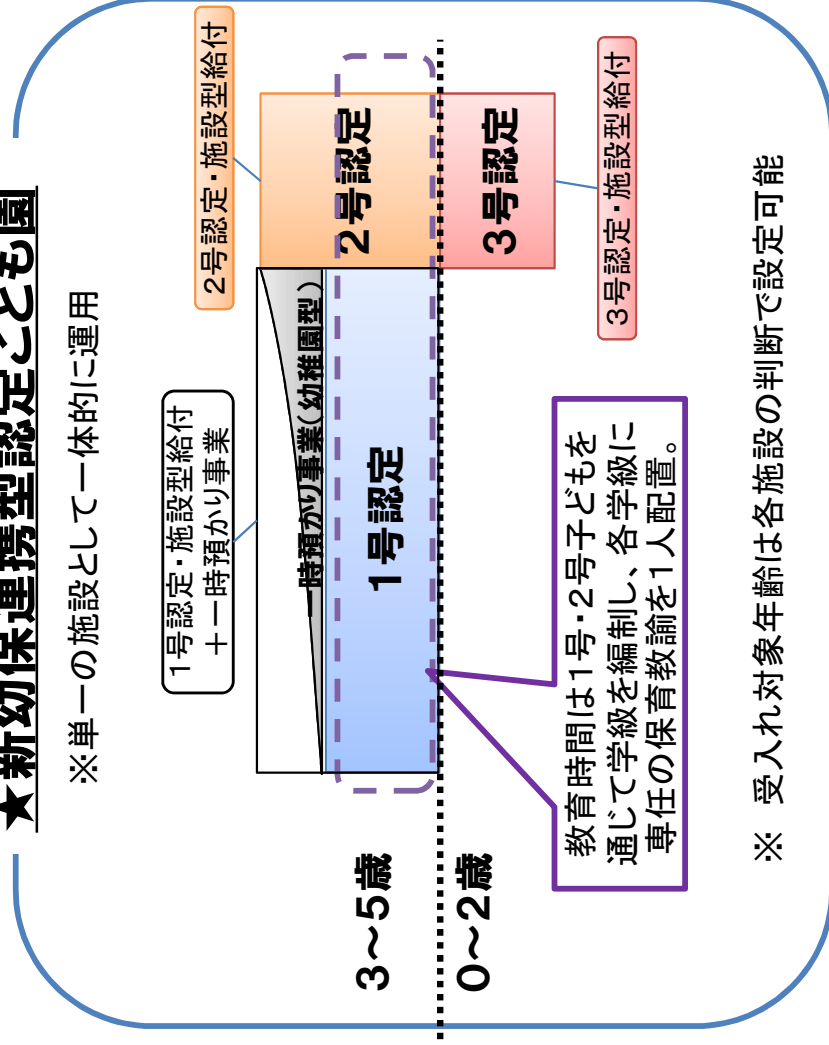 ★新幼保連携型認定こども園
※単一の施設として一体的に運用
1号認定・施設型給付
＋一時預かり事業
2号認定・施設型給付
一時預かり事業（幼稚園型）
1号認定
2号認定
3号認定
3～5歳
0～2歳
3号認定・施設型給付
教育時間は1号・2号子どもを
通じて学級を編制し、各学級に
専任の保育教諭を1人配置。
※ 受入れ対象年齢は各施設の判断で設定可能